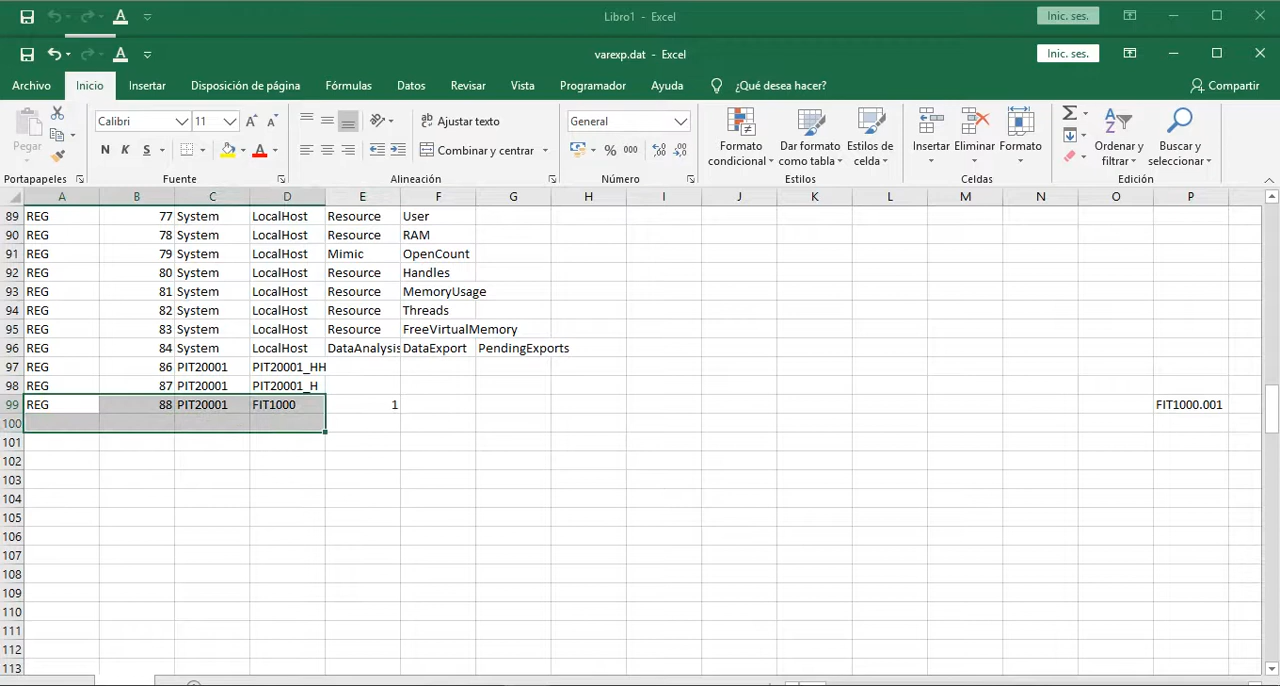 Libro1 - Excel
Inic. ses.
varexp.dat - Excel
Inic. ses.
Archivo Inicio Insertar Disposición de página Fórmulas Datos Revisar Vista Programador Ayuda ¿Qué desea hacer? Compartir
Pegar
Calibri 11
N K S
Ajustar texto
Combinar y centrar
General
% 000
Formato condicional
Dar formato como tabla
Estilos de celda
Insertar Eliminar Formato
Ordenar y filtrar
Buscar y seleccionar
Portapapeles Fuente Alineación Número Estilos Celdas Edición
A B C D E F G H I J K L M N O P
89 REG 77 System LocalHost Resource User
90 REG 78 System LocalHost Resource RAM
91 REG 79 System LocalHost Mimic OpenCount
92 REG 80 System LocalHost Resource Handles
93 REG 81 System LocalHost Resource MemoryUsage
94 REG 82 System LocalHost Resource Threads
95 REG 83 System LocalHost Resource FreeVirtualMemory
96 REG 84 System LocalHost DataAnalysis DataExport PendingExports
97 REG 86 PIT20001 PIT20001_HH
98 REG 87 PIT20001 PIT20001_H
99 REG 88 PIT20001 FIT1000 1 FIT1000.001
100
101
102
103
104
105
106
107
108
109
110
111
112
113